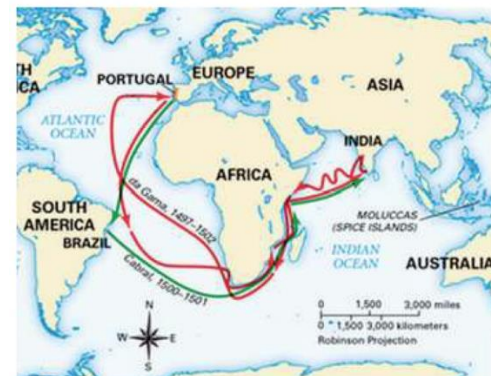 TH
ICA
PORTUGAL
EUROPE
ASIA
ATLANTIC
OCEAN
INDIA
AFRICA
da Gama, 1497–1502
SOUTH
AMERICA
BRAZIL
MOLUCCAS
(SPICE ISLANDS)
INDIAN
OCEAN
AUSTRALIA
Cabral, 1500–1501
N
W
E
S
0 1,500 3,000 miles
0 1,500 3,000 kilometers
Robinson Projection